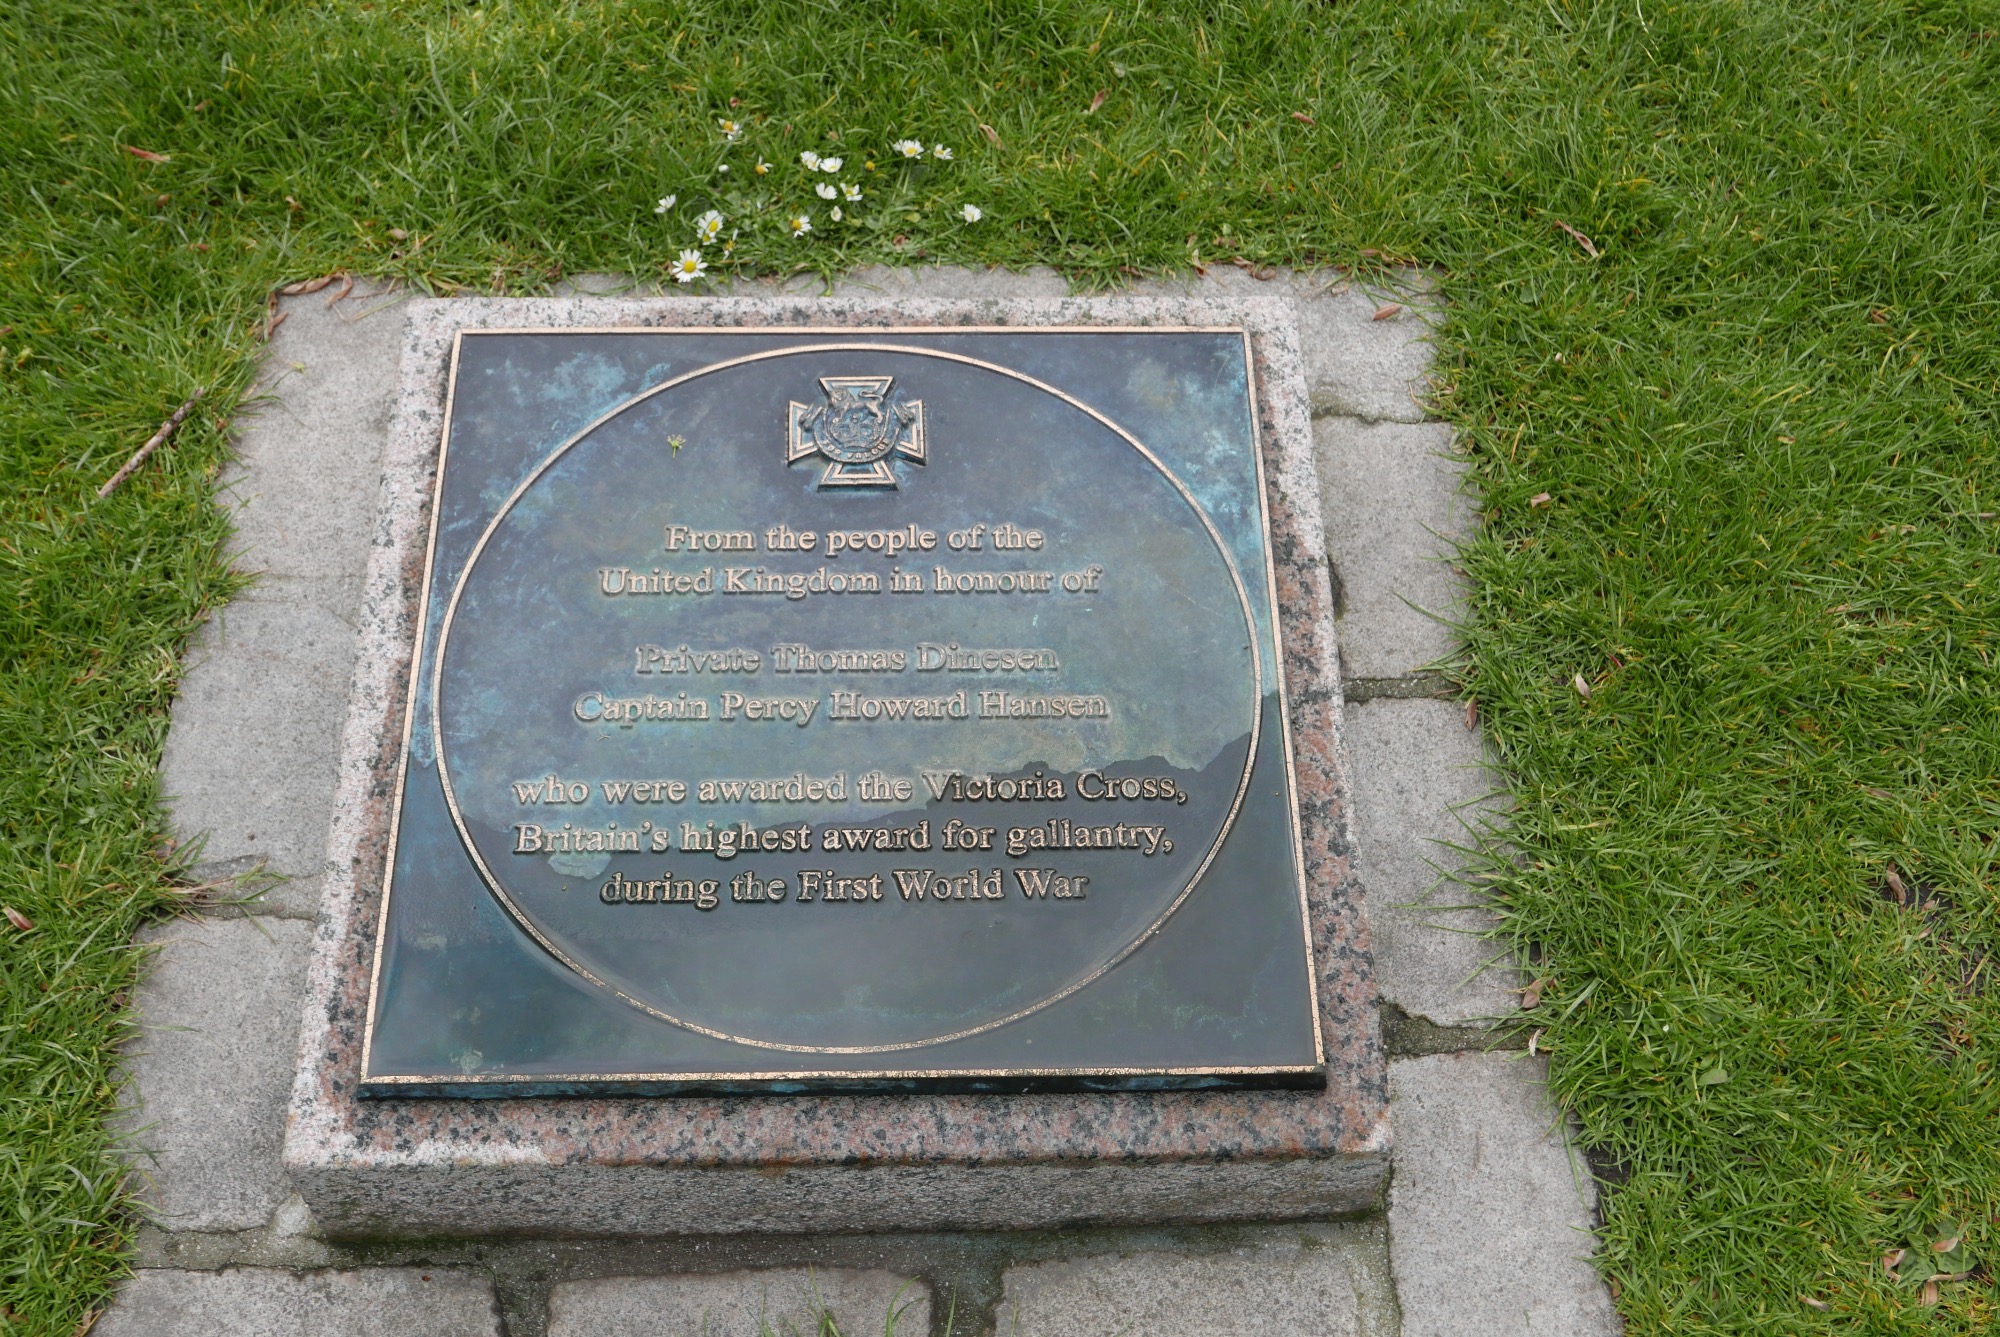 From the people of the
United Kingdom in honour of
Private Thomas Dinesen
Captain Percy Howard Hansen
who were awarded the Victoria Cross,
Britain's highest award for gallantry,
during the First World War